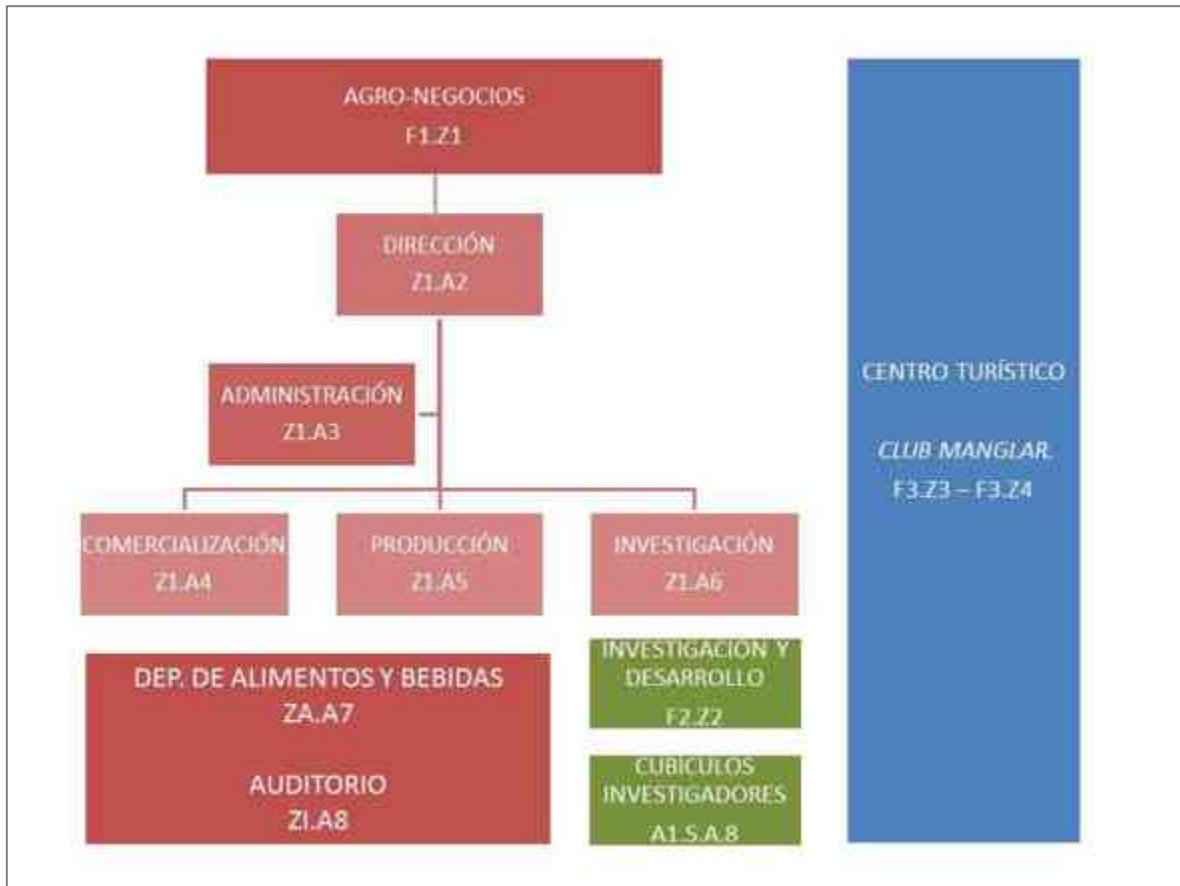 AGRO-NEGOCIOS
F1.Z1
DIRECCIÓN
Z1.A2
ADMINISTRACIÓN
Z1.A3
COMERCIALIZACIÓN
Z1.A4
PRODUCCIÓN
Z1.A5
INVESTIGACIÓN
Z1.A6
DEP. DE ALIMENTOS Y BEBIDAS
ZA.A7
AUDITORIO
ZI.A8
INVESTIGACIÓN Y
DESARROLLO
F2.Z2
CUBÍCULOS
INVESTIGADORES
A1.S.A.8
CENTRO TURÍSTICO
CLUB MANGLAR.
F3.Z3 – F3.Z4